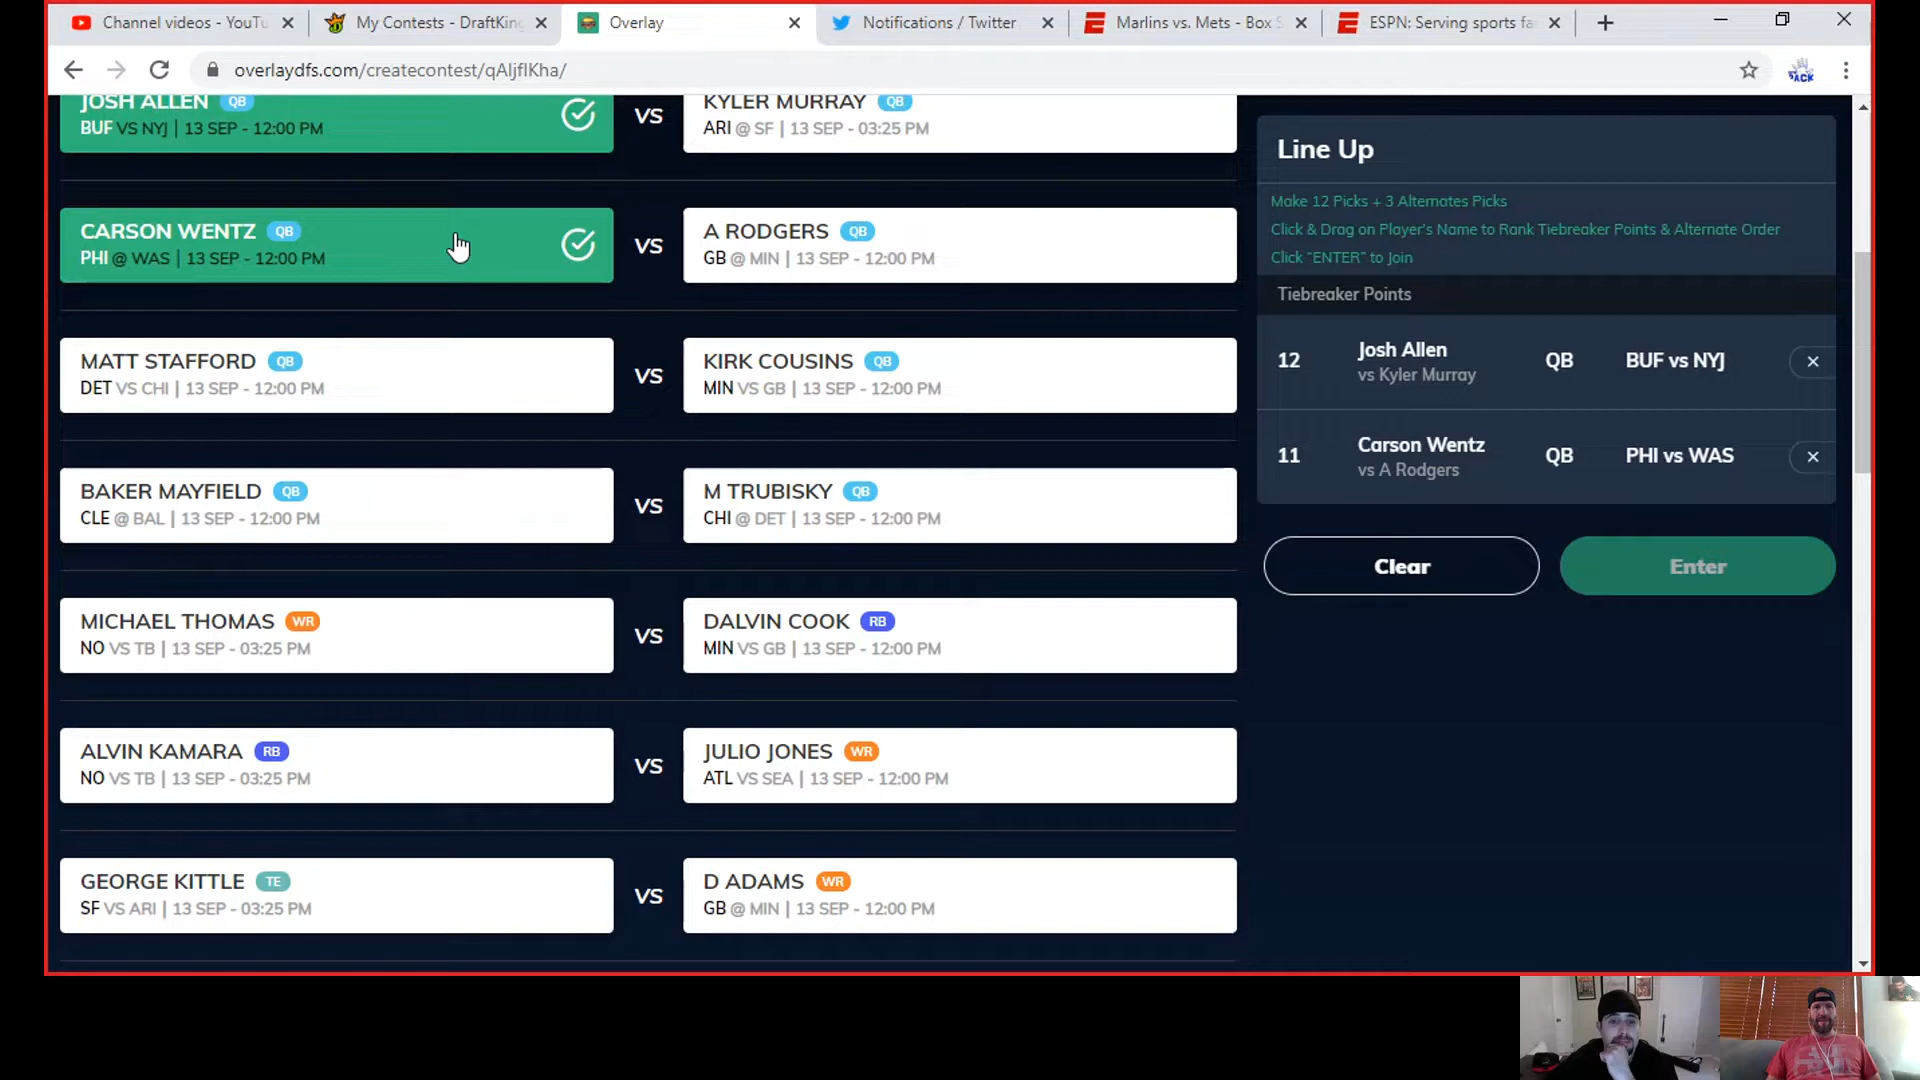 Channel videos - YouTu
My Contests - DraftKing
Overlay
Notifications / Twitter
Marlins vs. Mets - Box S
ESPN: Serving sports fa
overlaydfs.com/createcontest/qAljflKha/
JOSH ALLEN QB
BUF VS NYJ | 13 SEP - 12:00 PM
VS
KYLER MURRAY QB
ARI @ SF | 13 SEP - 03:25 PM
CARSON WENTZ QB
PHI @ WAS | 13 SEP - 12:00 PM
VS
A RODGERS QB
GB @ MIN | 13 SEP - 12:00 PM
MATT STAFFORD QB
DET VS CHI | 13 SEP - 12:00 PM
VS
KIRK COUSINS QB
MIN VS GB | 13 SEP - 12:00 PM
BAKER MAYFIELD QB
CLE @ BAL | 13 SEP - 12:00 PM
VS
M TRUBISKY QB
CHI @ DET | 13 SEP - 12:00 PM
MICHAEL THOMAS WR
NO VS TB | 13 SEP - 03:25 PM
VS
DALVIN COOK RB
MIN VS GB | 13 SEP - 12:00 PM
ALVIN KAMARA RB
NO VS TB | 13 SEP - 03:25 PM
VS
JULIO JONES WR
ATL VS SEA | 13 SEP - 12:00 PM
GEORGE KITTLE TE
SF VS ARI | 13 SEP - 03:25 PM
VS
D ADAMS WR
GB @ MIN | 13 SEP - 12:00 PM
Line Up
Make 12 Picks + 3 Alternates Picks
Click & Drag on Player's Name to Rank Tiebreaker Points & Alternate Order
Click “ENTER” to Join
Tiebreaker Points
12 Josh Allen QB BUF vs NYJ
vs Kyler Murray
11 Carson Wentz QB PHI vs WAS
vs A Rodgers
Clear
Enter